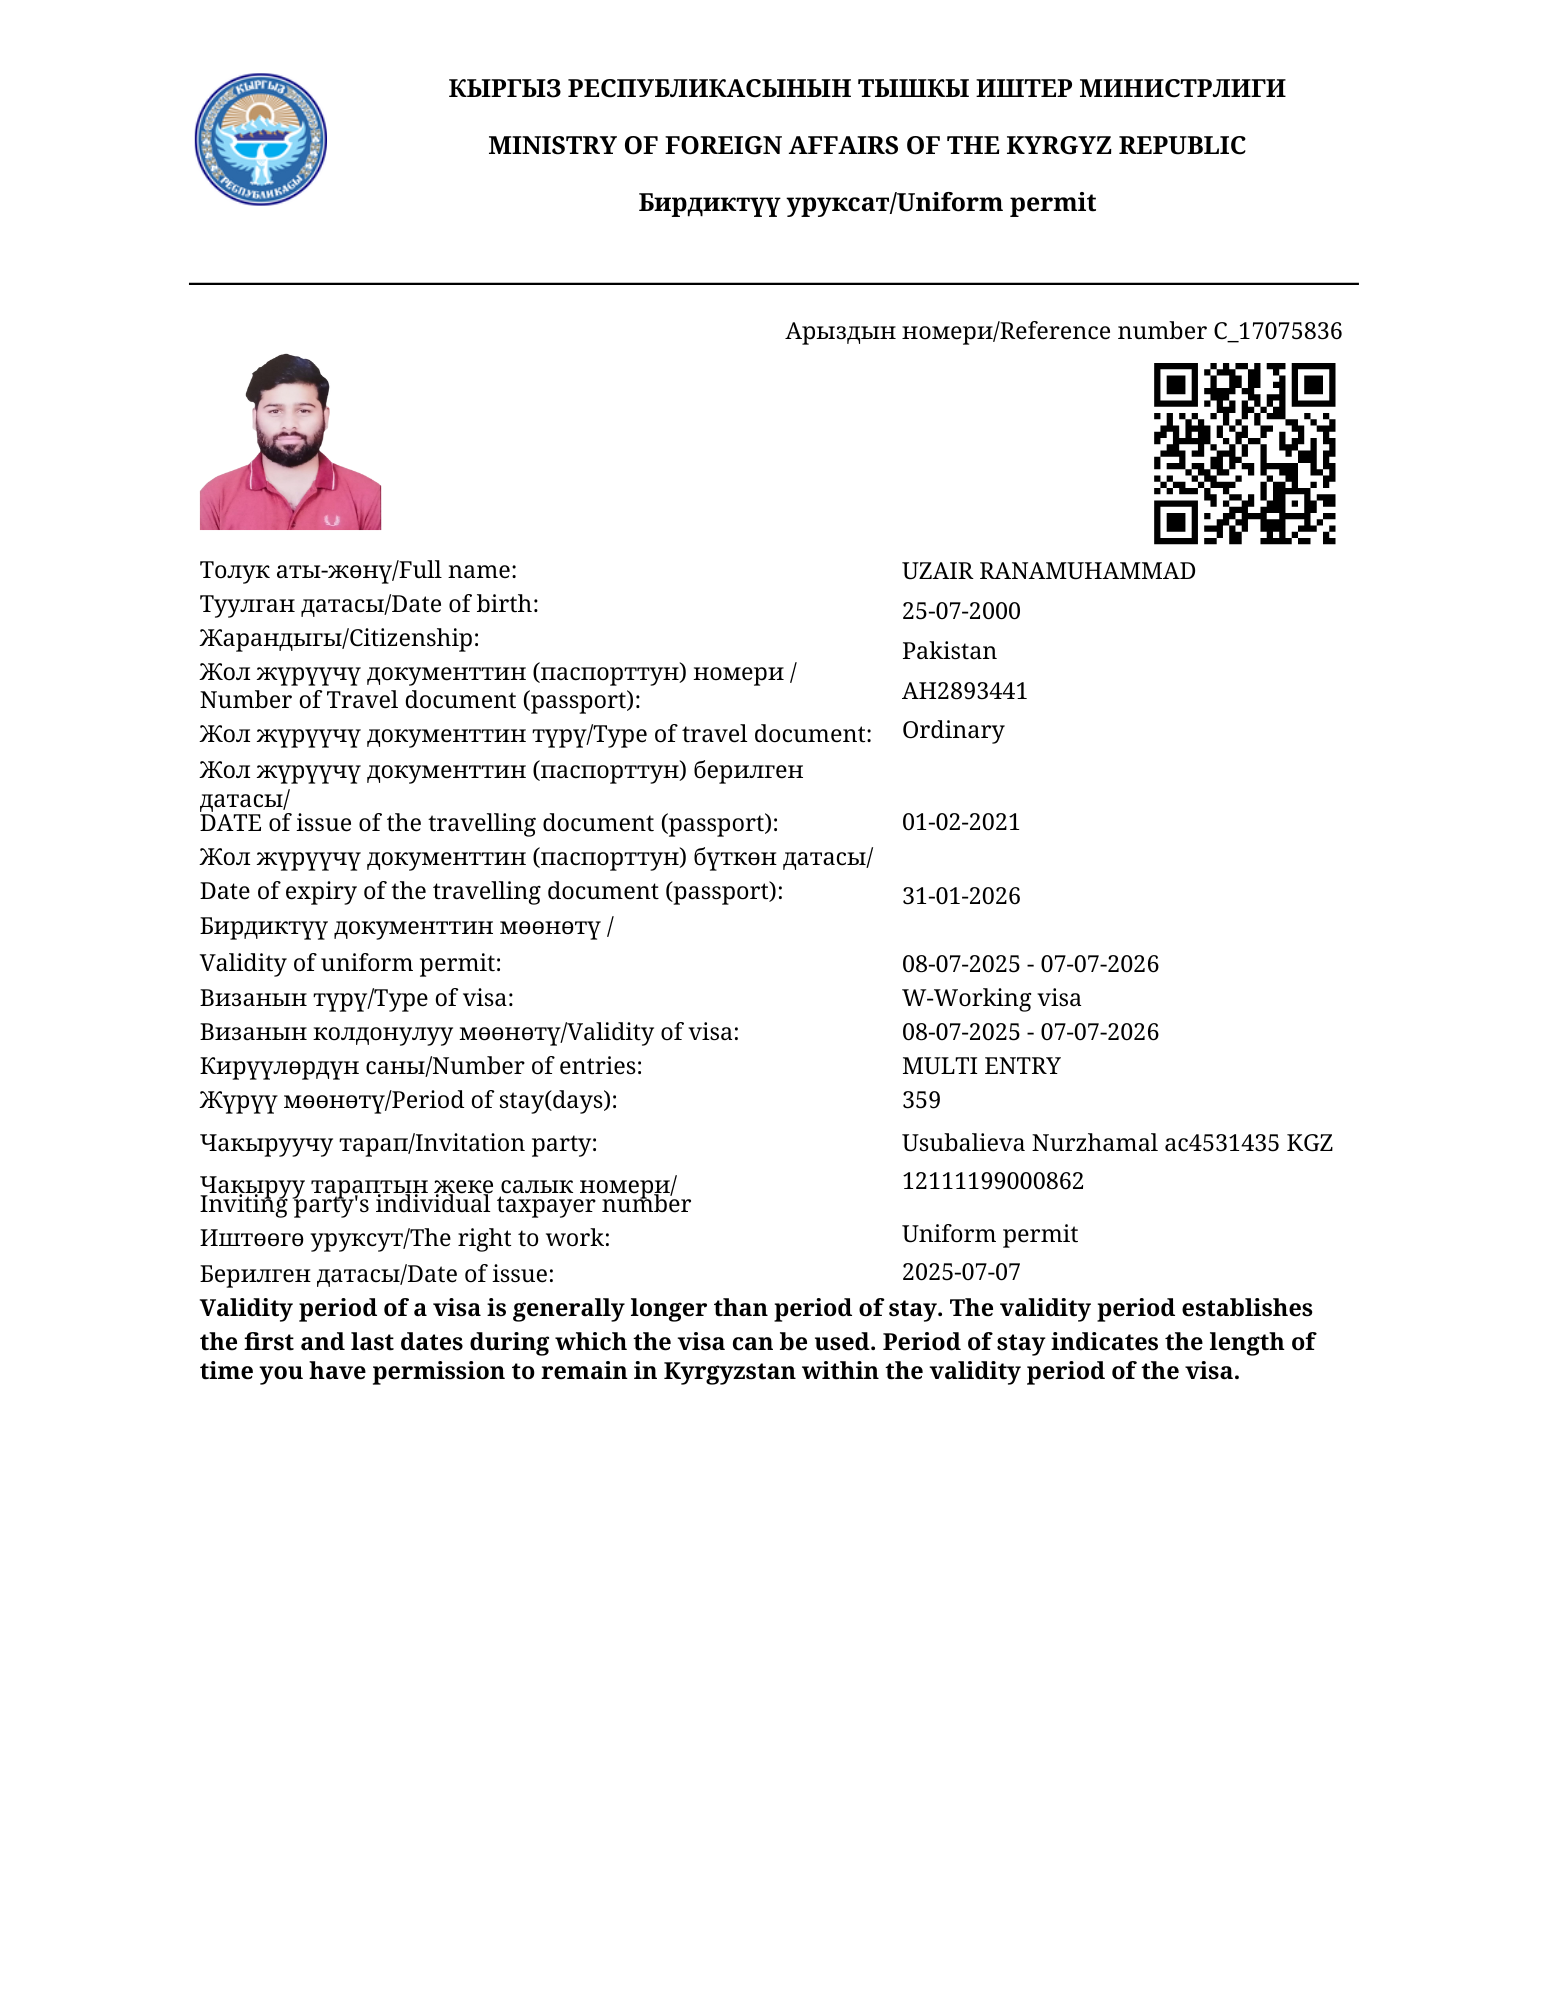 КЫРГЫЗ
РЕСПУБЛИКАСЫ
КЫРГЫЗ РЕСПУБЛИКАСЫНЫН ТЫШКЫ ИШТЕР МИНИСТРЛИГИ
MINISTRY OF FOREIGN AFFAIRS OF THE KYRGYZ REPUBLIC
Бирдиктүү уруксат/Uniform permit
Арыздын номери/Reference number C_17075836
Толук аты-жөнү/Full name: UZAIR RANAMUHAMMAD
Туулган датасы/Date of birth: 25-07-2000
Жарандыгы/Citizenship: Pakistan
Жол жүрүүчү документтин (паспорттун) номери /
Number of Travel document (passport): AH2893441
Жол жүрүүчү документтин түрү/Type of travel document: Ordinary
Жол жүрүүчү документтин (паспорттун) берилген
датасы/
DATE of issue of the travelling document (passport): 01-02-2021
Жол жүрүүчү документтин (паспорттун) бүткөн датасы/
Date of expiry of the travelling document (passport): 31-01-2026
Бирдиктүү документтин мөөнөтү /
Validity of uniform permit: 08-07-2025 - 07-07-2026
Визанын түрү/Type of visa: W-Working visa
Визанын колдонулуу мөөнөтү/Validity of visa: 08-07-2025 - 07-07-2026
Кирүүлөрдүн саны/Number of entries: MULTI ENTRY
Жүрүү мөөнөтү/Period of stay(days): 359
Чакыруучу тарап/Invitation party: Usubalieva Nurzhamal ac4531435 KGZ
Чакыруу тараптын жеке салык номери/ 12111199000862
Inviting party's individual taxpayer number
Иштөөгө уруксут/The right to work: Uniform permit
Берилген датасы/Date of issue: 2025-07-07
Validity period of a visa is generally longer than period of stay. The validity period establishes
the first and last dates during which the visa can be used. Period of stay indicates the length of
time you have permission to remain in Kyrgyzstan within the validity period of the visa.